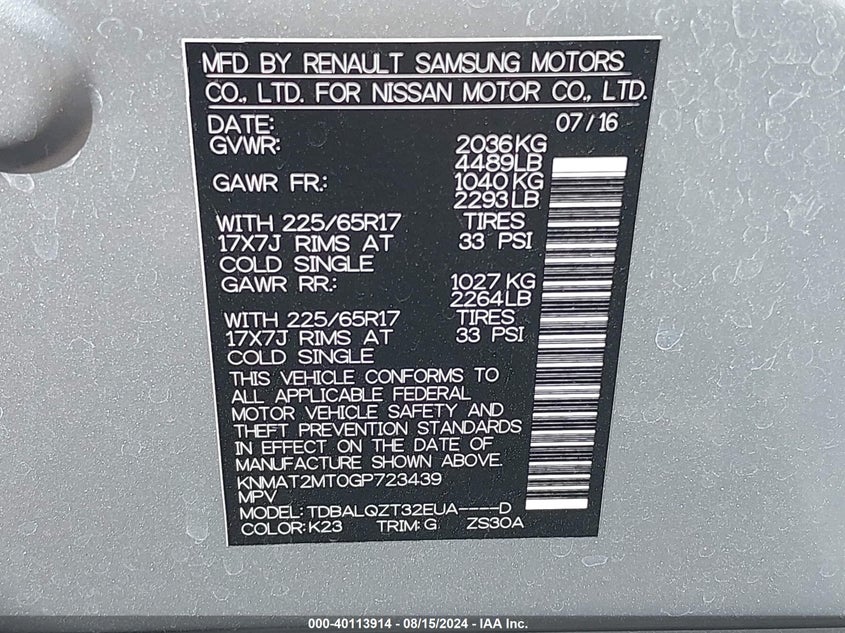 MFD BY RENAULT SAMSUNG MOTORS
CO., LTD. FOR NISSAN MOTOR CO., LTD.
DATE: 07/16
GVWR: 2036KG
4489LB
GAWR FR.: 1040KG
2293LB
WITH 225/65R17 TIRES
17X7J RIMS AT 33 PSI
COLD SINGLE
GAWR RR.: 1027 KG
2264LB
WITH 225/65R17 TIRES
17X7J RIMS AT 33 PSI
COLD SINGLE
THIS VEHICLE CONFORMS TO
ALL APPLICABLE FEDERAL
MOTOR VEHICLE SAFETY AND
THEFT PREVENTION STANDARDS
IN EFFECT ON THE DATE OF
MANUFACTURE SHOWN ABOVE.
KNMAT2MT0GP723439
MPV
MODEL: TDBALQZT32EUA----D
COLOR: K23 TRIM: G ZS30A
000-40113914 - 08/15/2024 - IAA Inc.